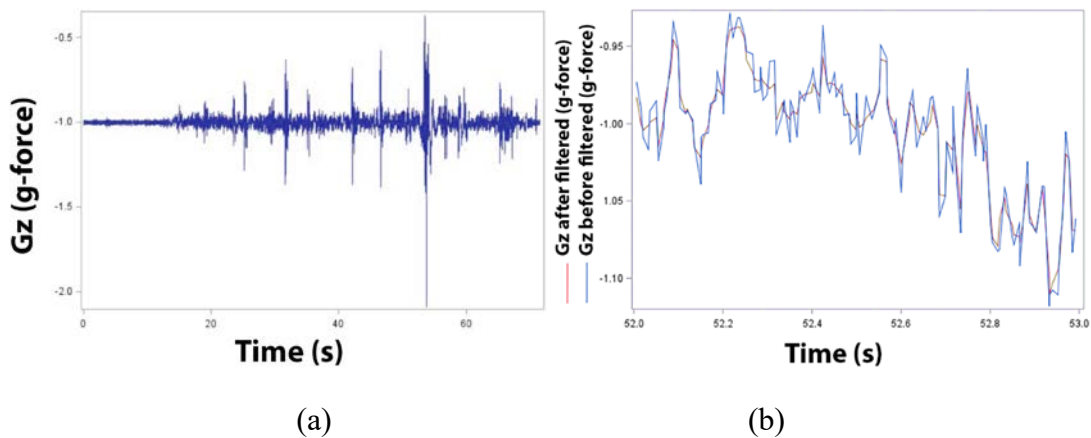 Gz (g-force)
-0.5
-1.0
-1.5
-2.0
0
20
40
60
Time (s)
(a)
Gz after filtered (g-force)
Gz before filtered (g-force)
-0.95
-1.00
-1.05
-1.10
52.0
52.2
52.4
52.6
52.8
53.0
Time (s)
(b)